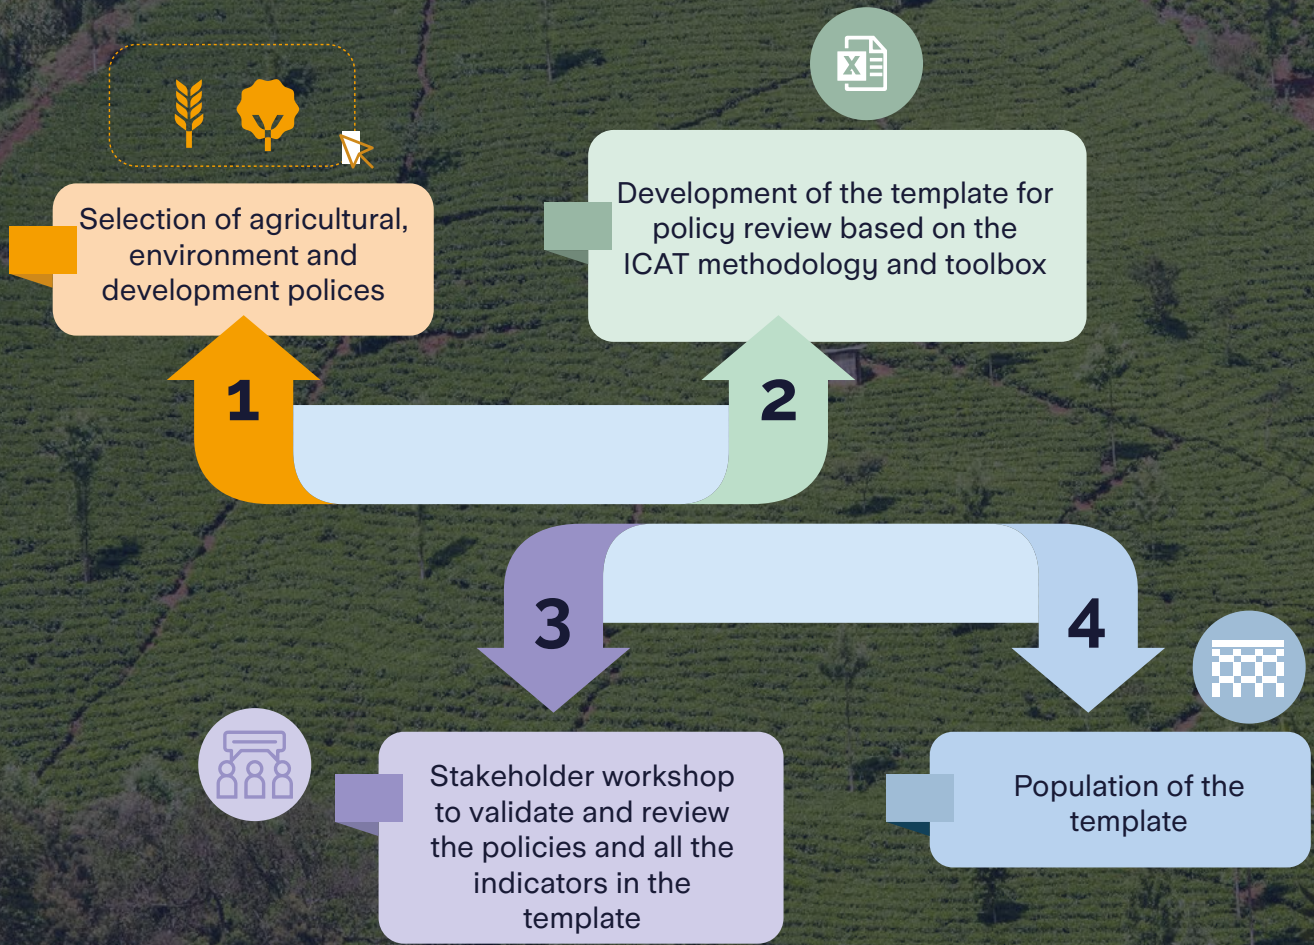 Selection of agricultural,
environment and
development polices
1
Development of the template for
policy review based on the
ICAT methodology and toolbox
2
X
3
Stakeholder workshop
to validate and review
the policies and all the
indicators in the
template
4
Population of the
template